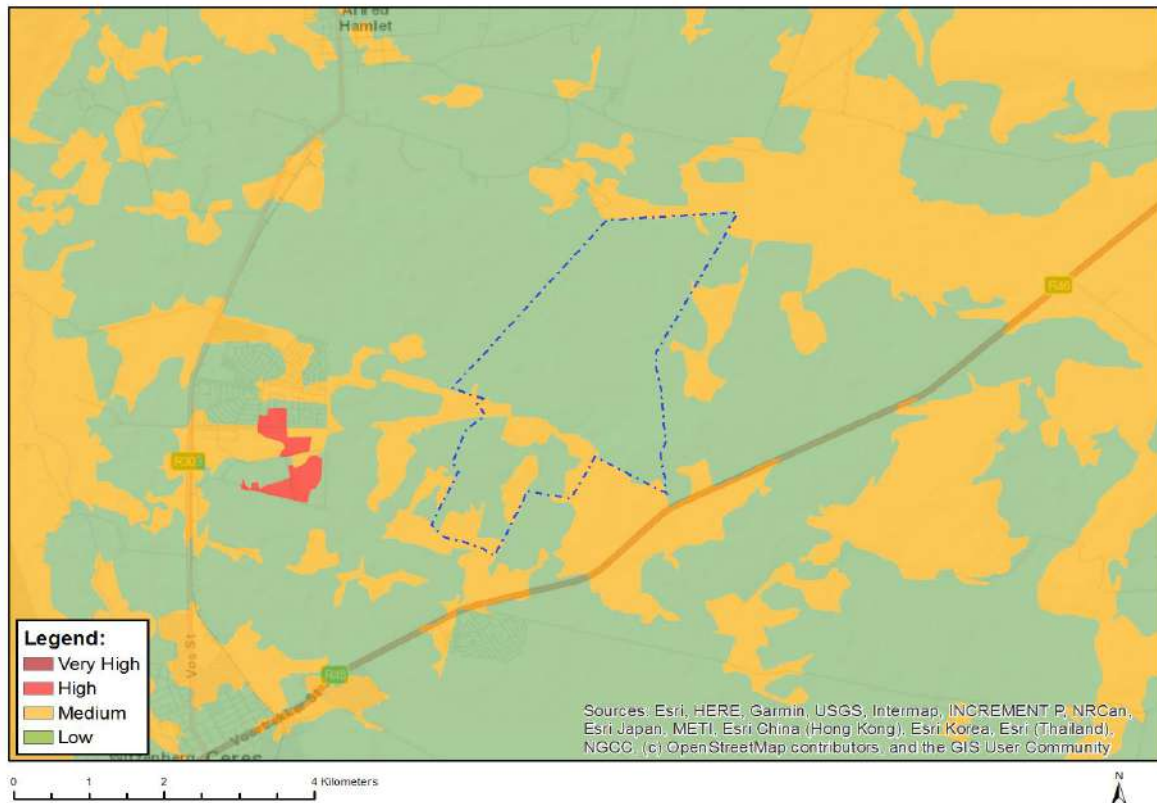 Alfred
Hamlet
R46
R303
Vos St
R46
Ceres
Legend:
Very High
High
Medium
Low
Sources: Esri, HERE, Garmin, USGS, Intermap, INCREMENT P, NRCan,
Esri Japan, METI, Esri China (Hong Kong), Esri Korea, Esri (Thailand),
NGCC, (c) OpenStreetMap contributors, and the GIS User Community
0 1 2 4 Kilometers
N